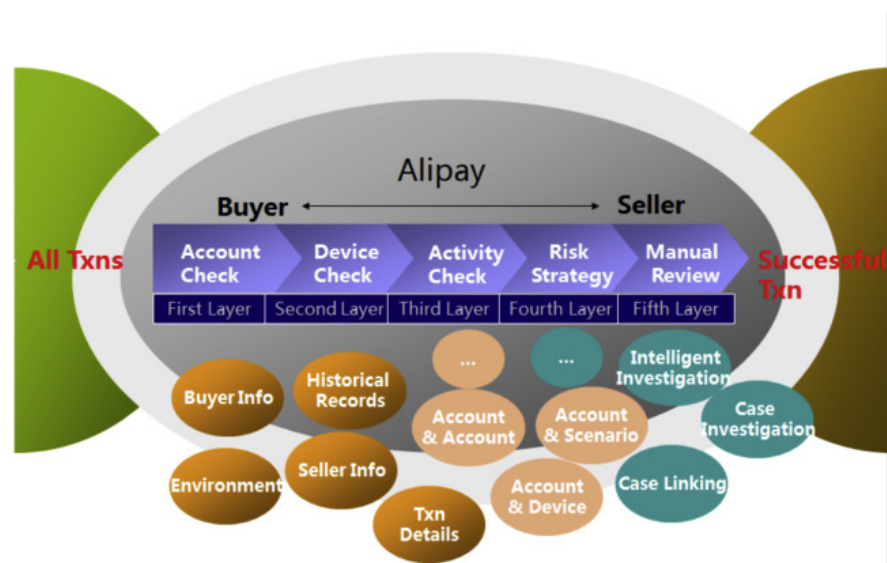 Alipay
Buyer
Seller
All Txns
Account
Check
Device
Check
Activity
Check
Risk
Strategy
Manual
Review
Successful
Txn
First Layer
Second Layer
Third Layer
Fourth Layer
Fifth Layer
Buyer Info
Historical
Records
...
...
Intelligent
Investigation
Account
& Account
Account
& Scenario
Case
Investigation
Environment
Seller Info
Account
& Device
Case Linking
Txn
Details